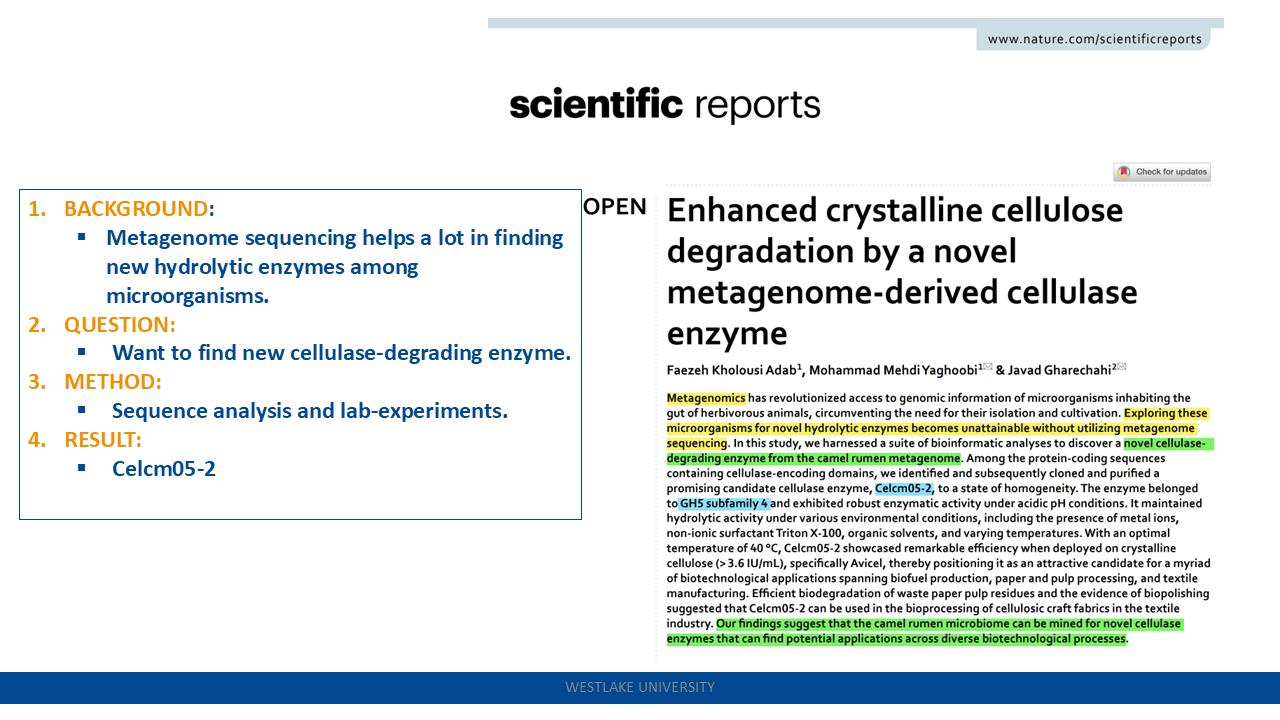 www.nature.com/scientificreports
scientific reports
Check for updates
1. BACKGROUND:
▪ Metagenome sequencing helps a lot in finding
new hydrolytic enzymes among
microorganisms.
2. QUESTION:
▪ Want to find new cellulase-degrading enzyme.
3. METHOD:
▪ Sequence analysis and lab-experiments.
4. RESULT:
▪ Celcm05-2
OPEN
Enhanced crystalline cellulose
degradation by a novel
metagenome-derived cellulase
enzyme
Faezeh Kholousi Adab1, Mohammad Mehdi Yaghoobi1✉ & Javad Gharechahi2✉
Metagenomics has revolutionized access to genomic information of microorganisms inhabiting the
gut of herbivorous animals, circumventing the need for their isolation and cultivation. Exploring these
microorganisms for novel hydrolytic enzymes becomes unattainable without utilizing metagenome
sequencing. In this study, we harnessed a suite of bioinformatic analyses to discover a novel cellulase-
degrading enzyme from the camel rumen metagenome. Among the protein-coding sequences
containing cellulase-encoding domains, we identified and subsequently cloned and purified a
promising candidate cellulase enzyme, Celcm05-2, to a state of homogeneity. The enzyme belonged
to GH5 subfamily 4 and exhibited robust enzymatic activity under acidic pH conditions. It maintained
hydrolytic activity under various environmental conditions, including the presence of metal ions,
non-ionic surfactant Triton X-100, organic solvents, and varying temperatures. With an optimal
temperature of 40 °C, Celcm05-2 showcased remarkable efficiency when deployed on crystalline
cellulose (> 3.6 IU/mL), specifically Avicel, thereby positioning it as an attractive candidate for a myriad
of biotechnological applications spanning biofuel production, paper and pulp processing, and textile
manufacturing. Efficient biodegradation of waste paper pulp residues and the evidence of biopolishing
suggested that Celcm05-2 can be used in the bioprocessing of cellulosic craft fabrics in the textile
industry. Our findings suggest that the camel rumen microbiome can be mined for novel cellulase
enzymes that can find potential applications across diverse biotechnological processes.
WESTLAKE UNIVERSITY